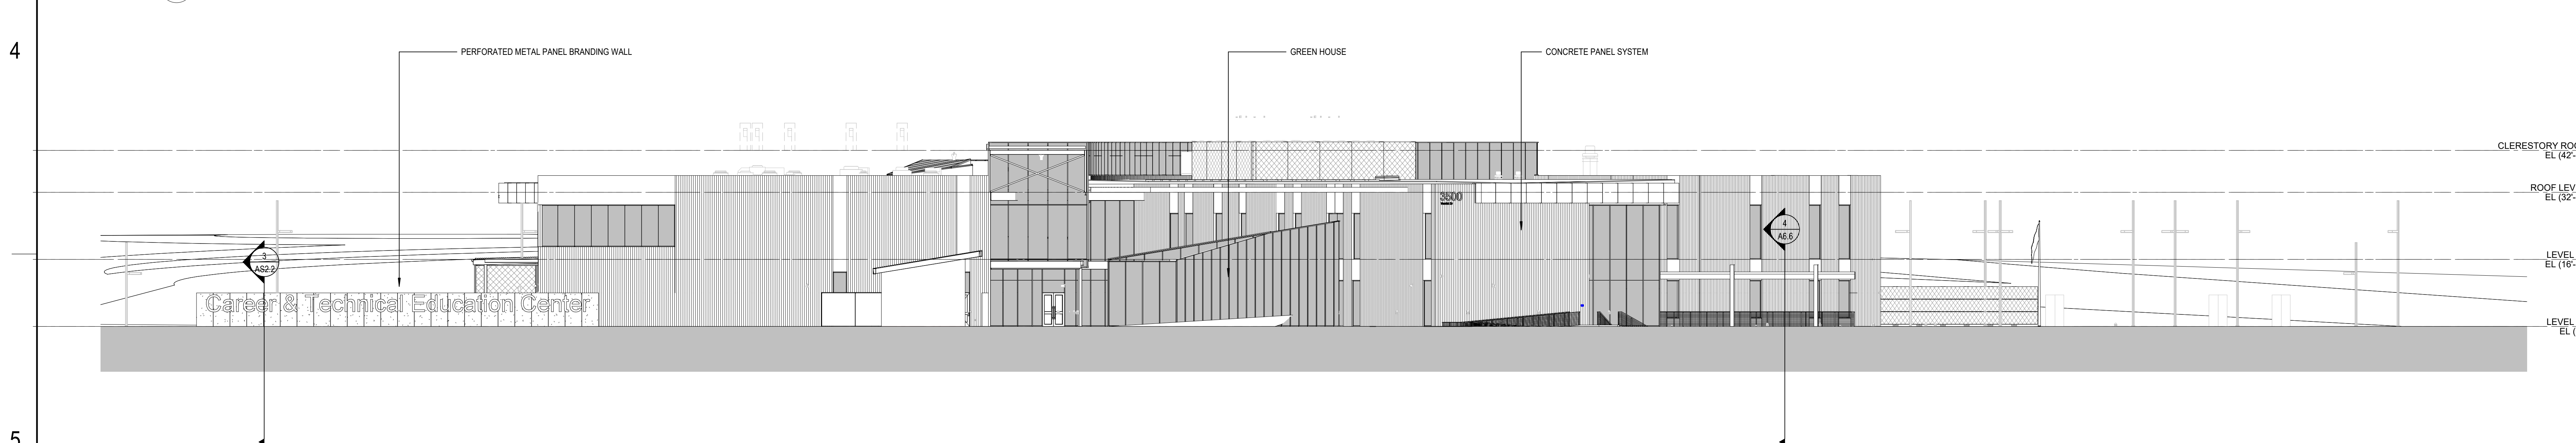 4
PERFORATED METAL PANEL BRANDING WALL
GREEN HOUSE
CONCRETE PANEL SYSTEM
CLERESTORY ROO
EL (42'-
ROOF LEV
EL (32'-
3500
4
A6.6
3
AS2.2
LEVEL
EL (16'-
Career & Technical Education Center
LEVEL
EL (
5